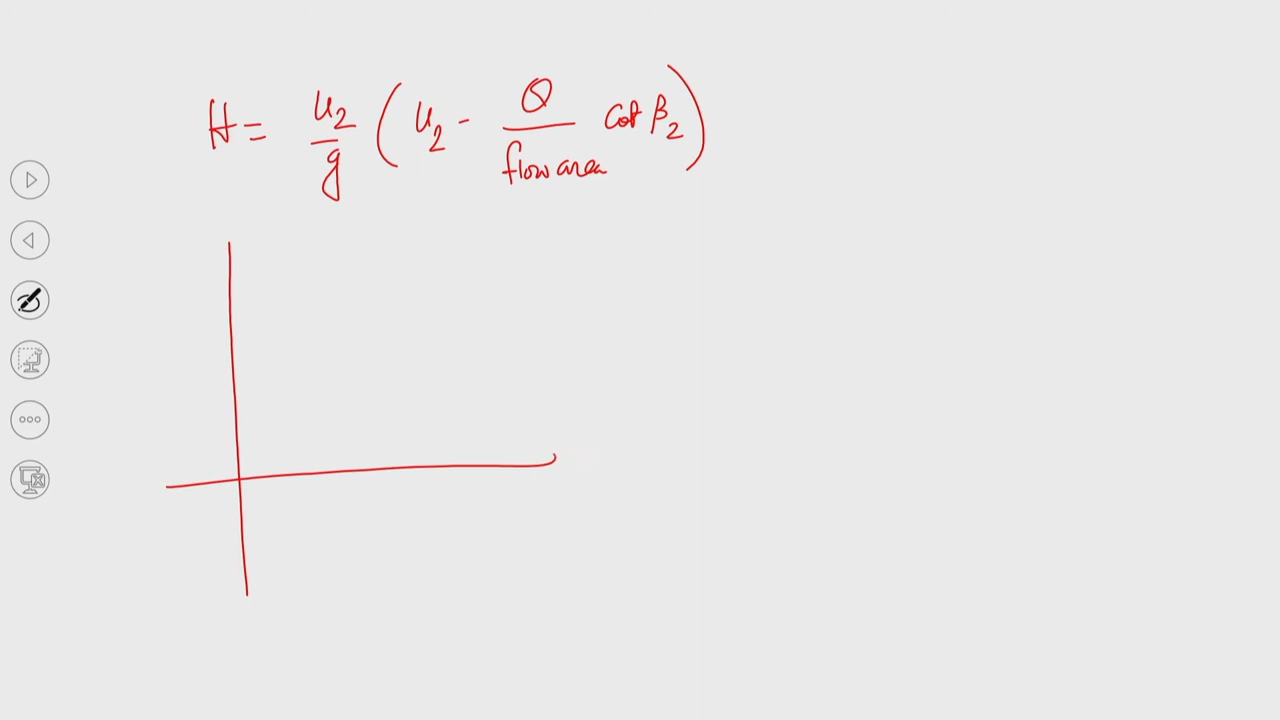 H = u₂/g ( u₂ - Q/flow area cot β₂ )